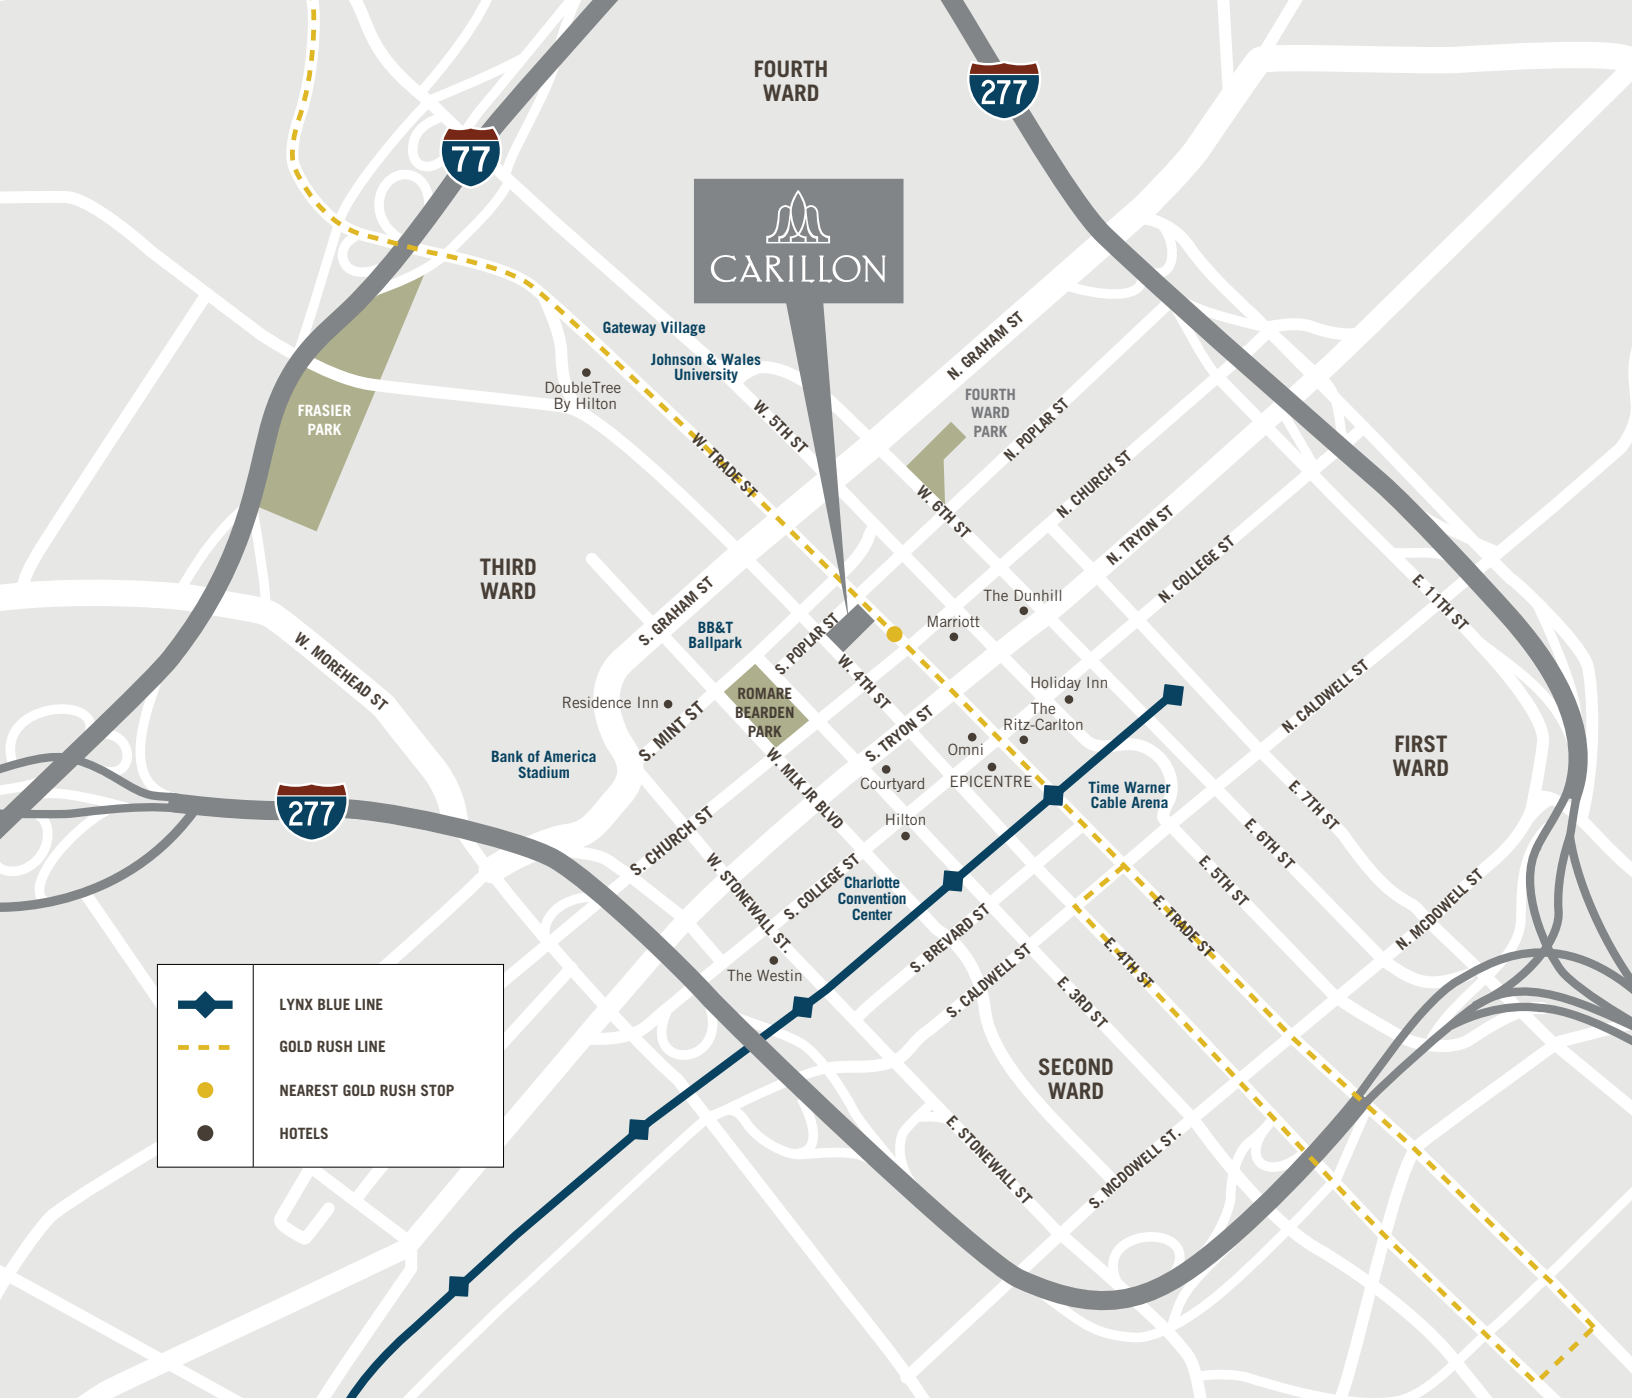 FOURTH
WARD
277
77
CARILLON
Gateway Village
Johnson & Wales
University
N. GRAHAM ST
DoubleTree
By Hilton
FRASIER
PARK
W. 5TH ST
FOURTH
WARD
PARK
N. POPLAR ST
W. TRADE ST
N. CHURCH ST
W. 6TH ST
N. TRYON ST
N. COLLEGE ST
THIRD
WARD
E. 11TH ST
S. GRAHAM ST
The Dunhill
Marriott
BB&T
Ballpark
S. POPLAR ST
W. MOREHEAD ST
W. 4TH ST
Holiday Inn
The
Ritz-Carlton
N. CALDWELL ST
Residence Inn
ROMARE
BEARDEN
PARK
S. MINT ST
S. TRYON ST
Omni
EPICENTRE
Courtyard
FIRST
WARD
Bank of America
Stadium
W. MLK JR BLVD
Time Warner
Cable Arena
E. 7TH ST
277
Hilton
E. 6TH ST
S. CHURCH ST
E. 5TH ST
W. STONEWALL ST.
S. COLLEGE ST
Charlotte
Convention
Center
N. MCDOWELL ST
S. BREVARD ST
E. TRADE ST
The Westin
S. CALDWELL ST
E. 4TH ST
E. 3RD ST
SECOND
WARD
E. STONEWALL ST
S. MCDOWELL ST.
LYNX BLUE LINE
GOLD RUSH LINE
NEAREST GOLD RUSH STOP
HOTELS